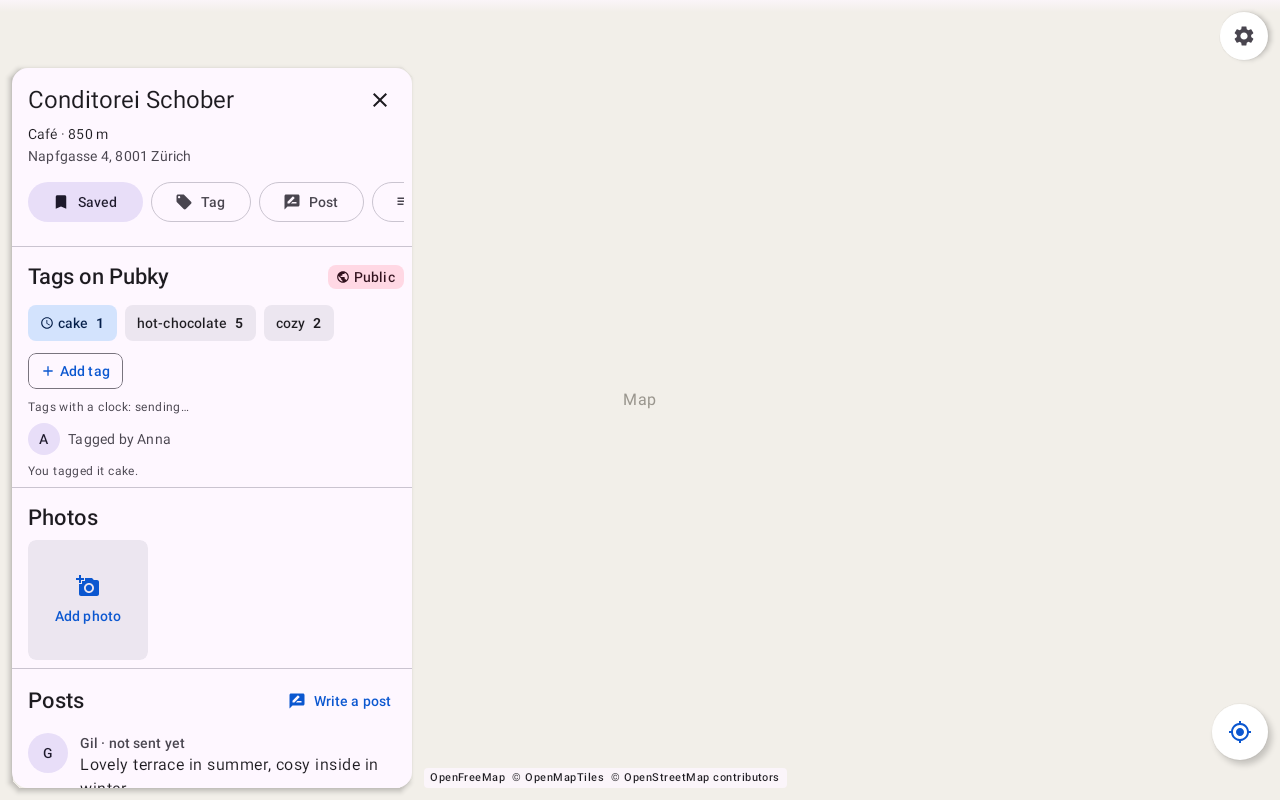 Conditorei Schober
Café · 850 m
Napfgasse 4, 8001 Zürich
Saved
Tag
Post
Tags on Pubky
Public
cake 1
hot-chocolate 5
cozy 2
Add tag
Tags with a clock: sending…
A
Tagged by Anna
You tagged it cake.
Photos
Add photo
Posts
Write a post
G
Gil · not sent yet
Lovely terrace in summer, cosy inside in
winter
Map
OpenFreeMap © OpenMapTiles © OpenStreetMap contributors